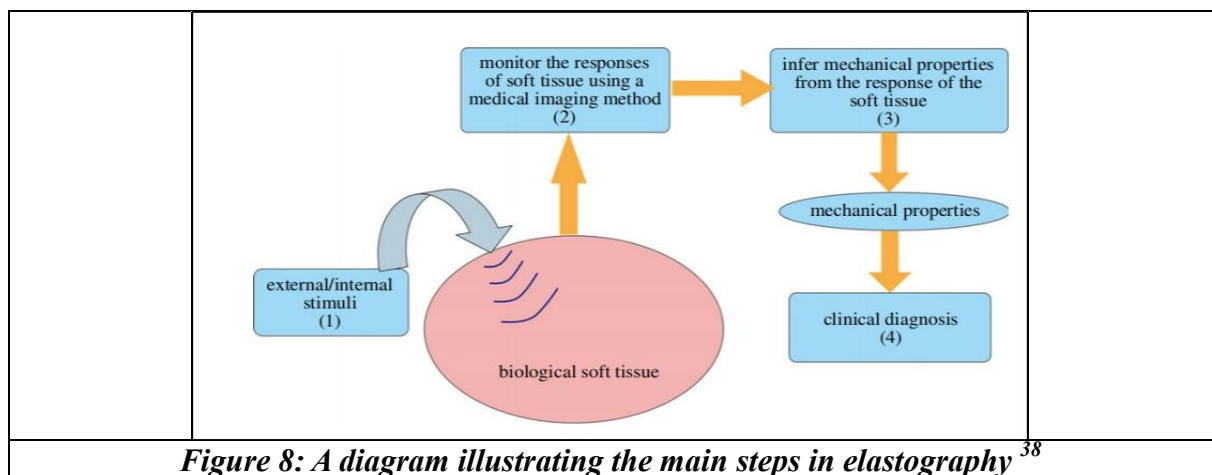 monitor the responses
of soft tissue using a
medical imaging method
(2)
infer mechanical properties
from the response of the
soft tissue
(3)
mechanical properties
external/internal
stimuli
(1)
clinical diagnosis
(4)
biological soft tissue
Figure 8: A diagram illustrating the main steps in elastography 38